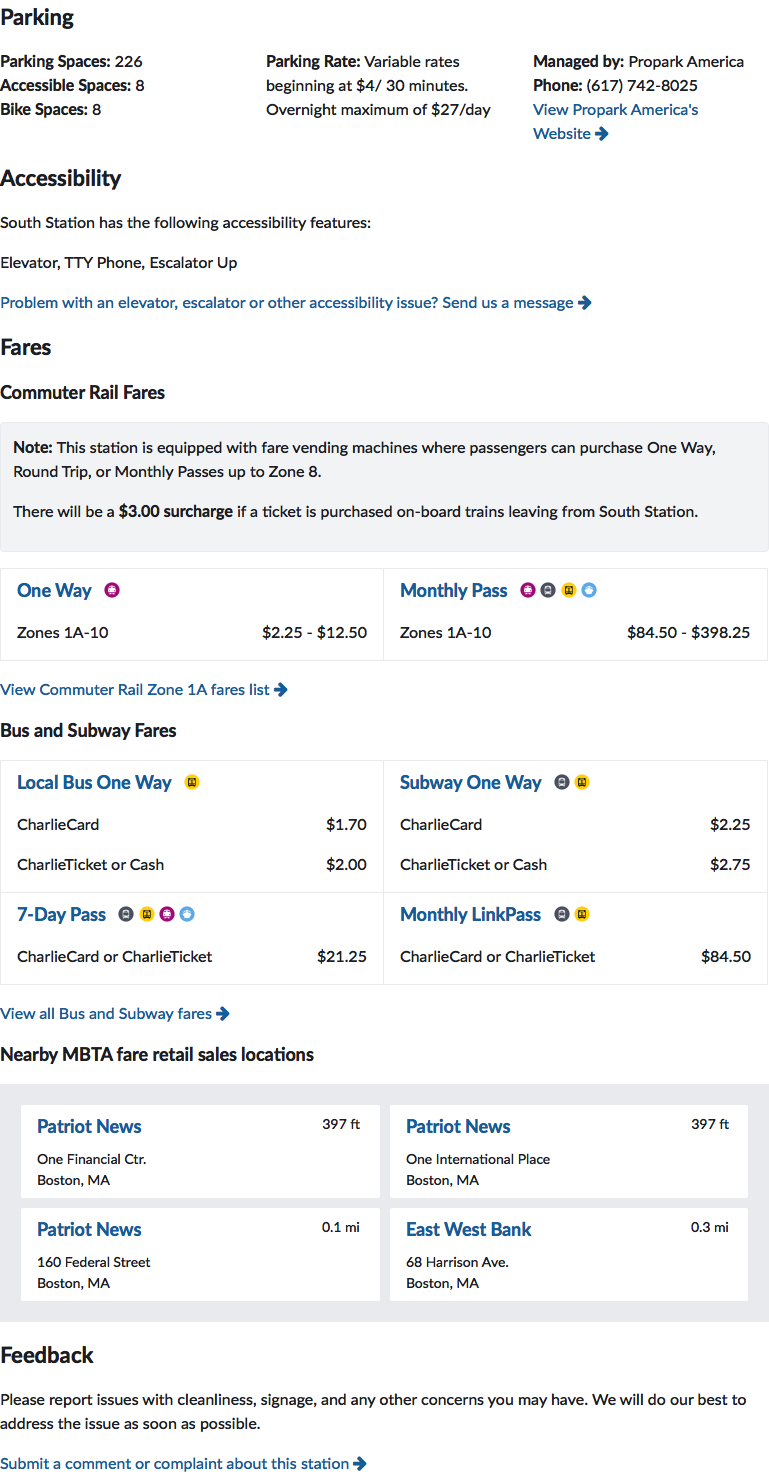 Parking
Parking Spaces: 226
Accessible Spaces: 8
Bike Spaces: 8
Parking Rate: Variable rates
beginning at $4/ 30 minutes.
Overnight maximum of $27/day
Managed by: Propark America
Phone: (617) 742-8025
View Propark America's
Website
Accessibility
South Station has the following accessibility features:
Elevator, TTY Phone, Escalator Up
Problem with an elevator, escalator or other accessibility issue? Send us a message
Fares
Commuter Rail Fares
Note: This station is equipped with fare vending machines where passengers can purchase One Way,
Round Trip, or Monthly Passes up to Zone 8.
There will be a $3.00 surcharge if a ticket is purchased on-board trains leaving from South Station.
One Way
Zones 1A-10 $2.25 - $12.50
Monthly Pass
Zones 1A-10 $84.50 - $398.25
View Commuter Rail Zone 1A fares list
Bus and Subway Fares
Local Bus One Way
CharlieCard $1.70
CharlieTicket or Cash $2.00
Subway One Way
CharlieCard $2.25
CharlieTicket or Cash $2.75
7-Day Pass
CharlieCard or CharlieTicket $21.25
Monthly LinkPass
CharlieCard or CharlieTicket $84.50
View all Bus and Subway fares
Nearby MBTA fare retail sales locations
Patriot News 397 ft
One Financial Ctr.
Boston, MA
Patriot News 397 ft
One International Place
Boston, MA
Patriot News 0.1 mi
160 Federal Street
Boston, MA
East West Bank 0.3 mi
68 Harrison Ave.
Boston, MA
Feedback
Please report issues with cleanliness, signage, and any other concerns you may have. We will do our best to
address the issue as soon as possible.
Submit a comment or complaint about this station